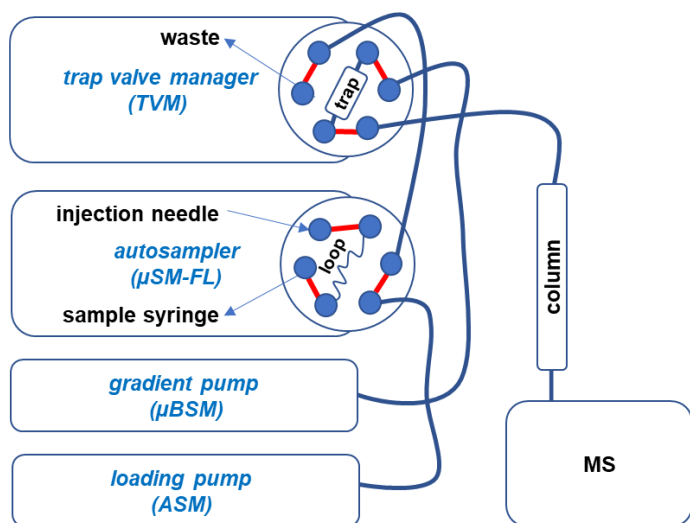 waste
trap valve manager
(TVM)
trap
injection needle
autosampler
(µSM-FL)
loop
sample syringe
column
gradient pump
(µBSM)
MS
loading pump
(ASM)